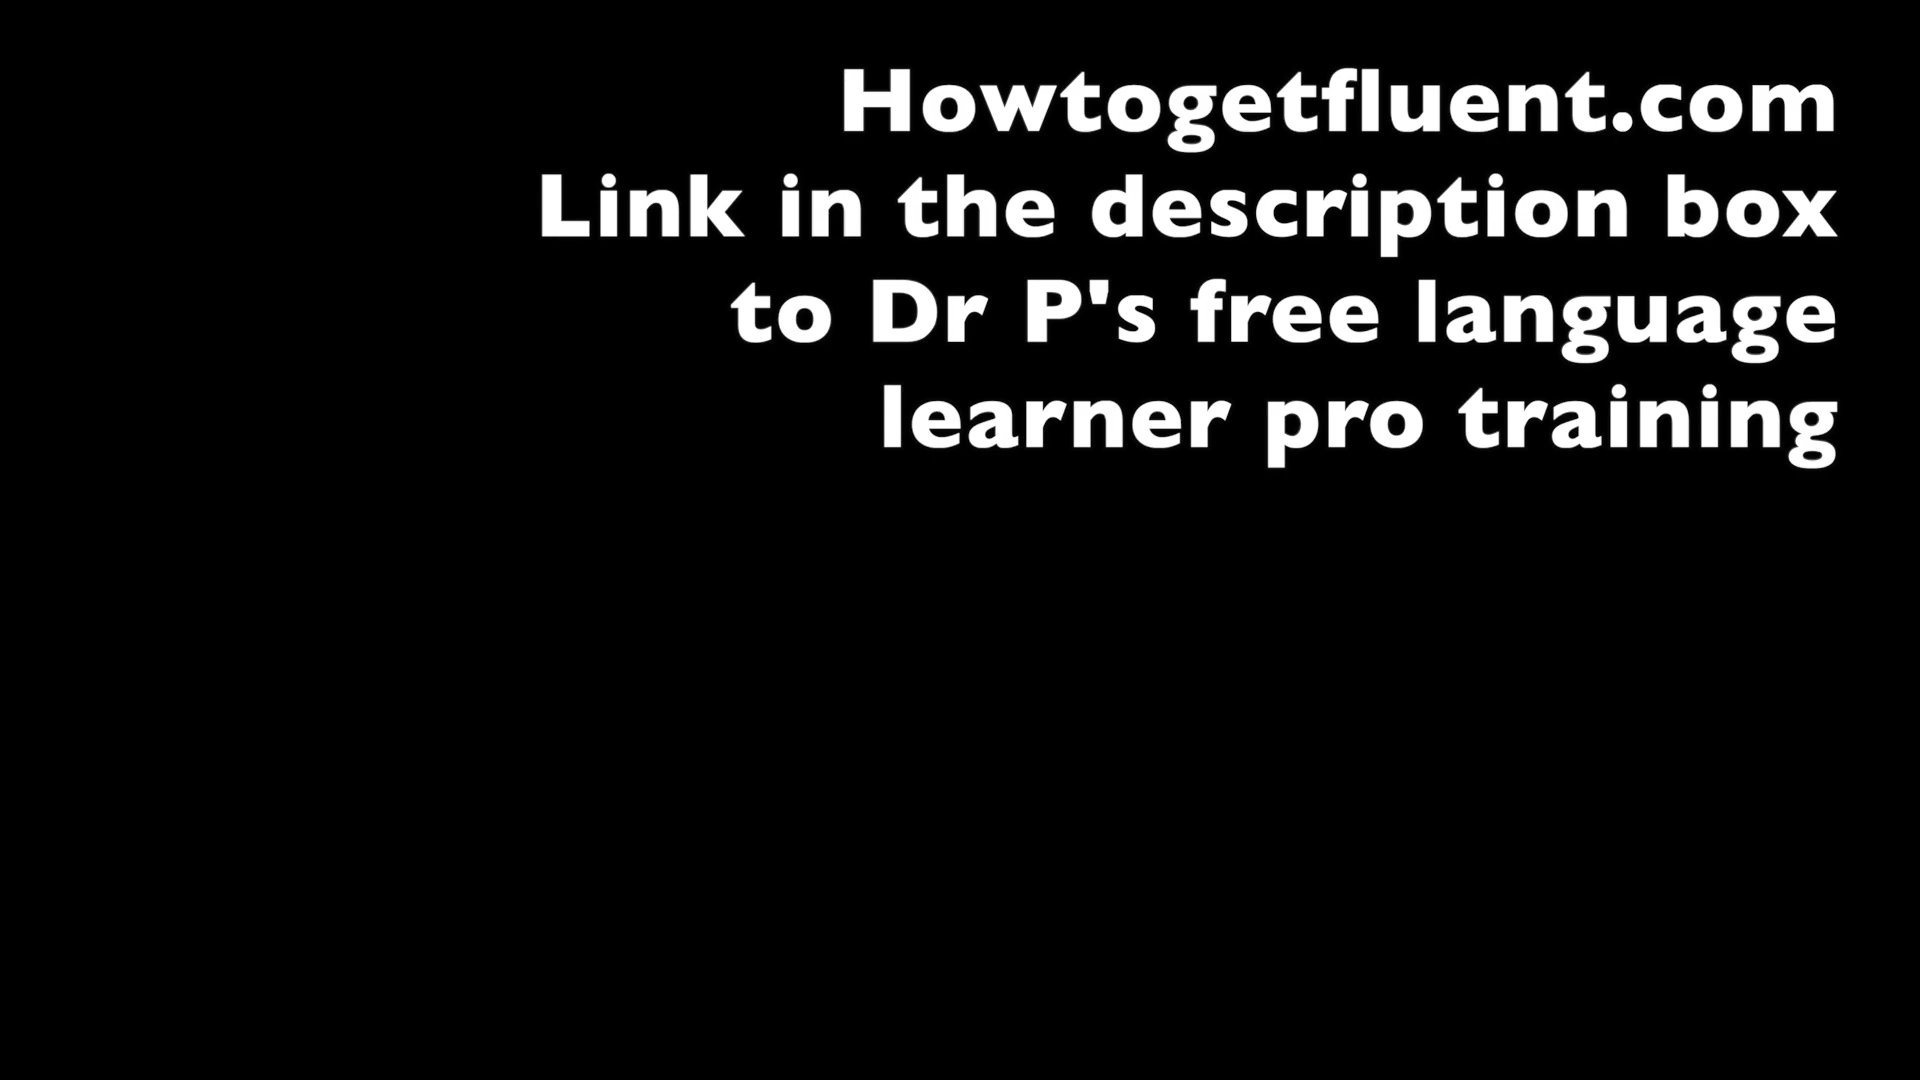 Howtogetfluent.com
Link in the description box
to Dr P's free language
learner pro training